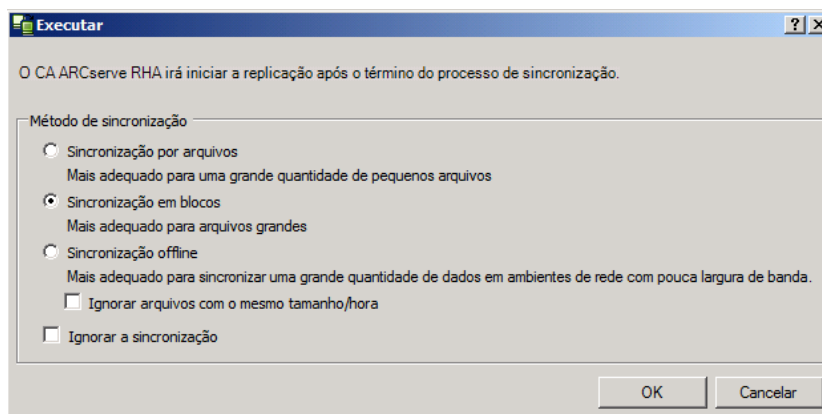 Executar
O CA ARCserve RHA irá iniciar a replicação após o término do processo de sincronização.
Método de sincronização
Sincronização por arquivos
Mais adequado para uma grande quantidade de pequenos arquivos
Sincronização em blocos
Mais adequado para arquivos grandes
Sincronização offline
Mais adequado para sincronizar uma grande quantidade de dados em ambientes de rede com pouca largura de banda.
Ignorar arquivos com o mesmo tamanho/hora
Ignorar a sincronização
OK
Cancelar